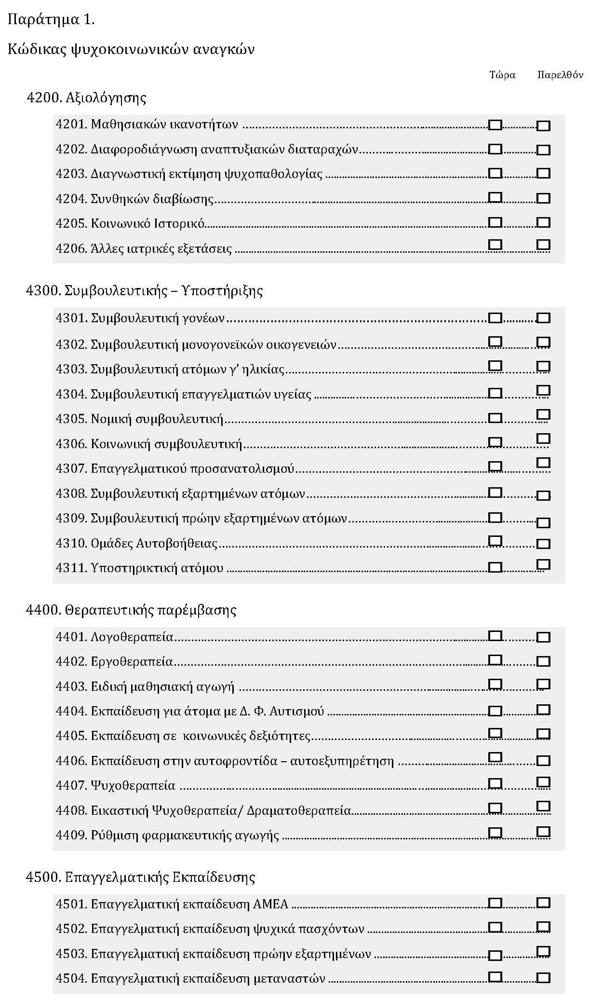 Παράτημα 1.
Κώδικας ψυχοκοινωνικών αναγκών
Τώρα Παρελθόν
4200. Αξιολόγησης
4201. Μαθησιακών ικανοτήτων
4202. Διαφοροδιάγνωση αναπτυξιακών διαταραχών
4203. Διαγνωστική εκτίμηση ψυχοπαθολογίας
4204. Συνθηκών διαβίωσης
4205. Κοινωνικό Ιστορικό
4206. Άλλες ιατρικές εξετάσεις
4300. Συμβουλευτικής – Υποστήριξης
4301. Συμβουλευτική γονέων
4302. Συμβουλευτική μονογονεϊκών οικογενειών
4303. Συμβουλευτική ατόμων γ’ ηλικίας
4304. Συμβουλευτική επαγγελματιών υγείας
4305. Νομική συμβουλευτική
4306. Κοινωνική συμβουλευτική
4307. Επαγγελματικού προσανατολισμού
4308. Συμβουλευτική εξαρτημένων ατόμων
4309. Συμβουλευτική πρώην εξαρτημένων ατόμων
4310. Ομάδες Αυτοβοήθειας
4311. Υποστηρικτική ατόμου
4400. Θεραπευτικής παρέμβασης
4401. Λογοθεραπεία
4402. Εργοθεραπεία
4403. Ειδική μαθησιακή αγωγή
4404. Εκπαίδευση για άτομα με Δ. Φ. Αυτισμού
4405. Εκπαίδευση σε κοινωνικές δεξιότητες
4406. Εκπαίδευση στην αυτοφροντίδα – αυτοεξυπηρέτηση
4407. Ψυχοθεραπεία
4408. Εικαστική Ψυχοθεραπεία/ Δραματοθεραπεία
4409. Ρύθμιση φαρμακευτικής αγωγής
4500. Επαγγελματικής Εκπαίδευσης
4501. Επαγγελματική εκπαίδευση ΑΜΕΑ
4502. Επαγγελματική εκπαίδευση ψυχικά πασχόντων
4503. Επαγγελματική εκπαίδευση πρώην εξαρτημένων
4504. Επαγγελματική εκπαίδευση μεταναστών